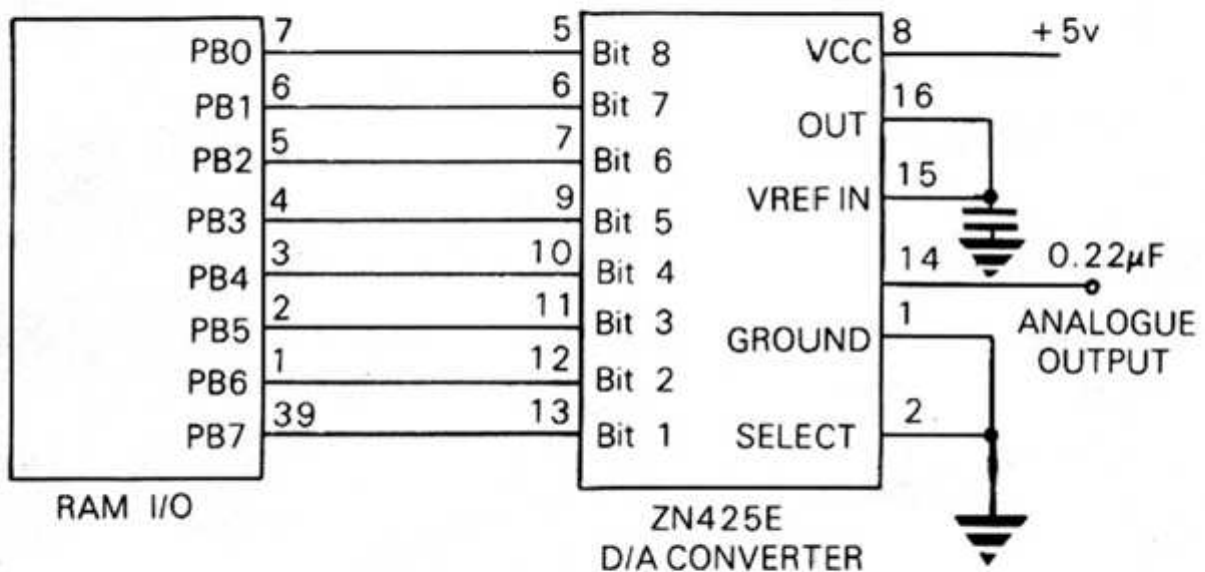 7 5 8 +5v
PB0 Bit 8 VCC
6 6 16
PB1 Bit 7 OUT
5 7
PB2 Bit 6
4 9 15
PB3 Bit 5 VREF IN
3 10 14 0.22µF
PB4 Bit 4
2 11 1 ANALOGUE
PB5 Bit 3 GROUND OUTPUT
1 12
PB6 Bit 2
39 13 2
PB7 Bit 1 SELECT
RAM I/O
ZN425E
D/A CONVERTER